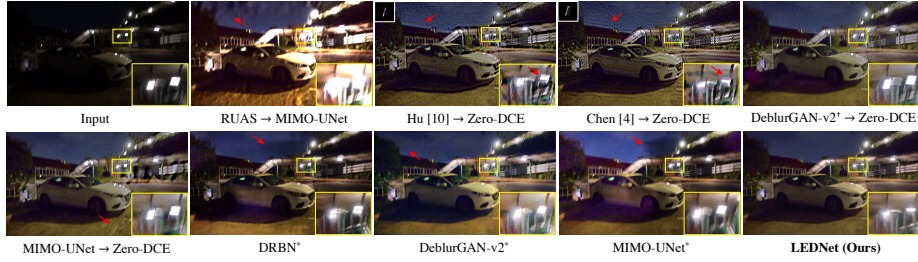 Input
RUAS → MIMO-UNet
Hu [10] → Zero-DCE
Chen [4] → Zero-DCE
DeblurGAN-v2† → Zero-DCE
MIMO-UNet → Zero-DCE
DRBN*
DeblurGAN-v2*
MIMO-UNet*
LEDNet (Ours)